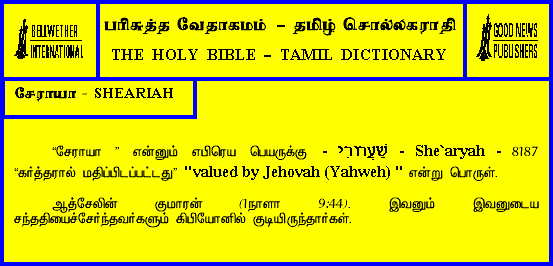 BELLWETHER
INTERNATIONAL
பரிசுத்த வேதாகமம் – தமிழ் சொல்லகராதி
THE HOLY BIBLE – TAMIL DICTIONARY
GOOD NEWS
PUBLISHERS
சேராயா - SHEARIAH
“சேராயா ” என்னும் எபிரெய பெயருக்கு - שְׁעַרְיָה - She`aryah - 8187
“கர்த்தரால் மதிப்பிடப்பட்டது” "valued by Jehovah (Yahweh) " என்று பொருள்.
ஆத்சேலின் குமாரன் (1நாளா 9:44). இவனும் இவனுடைய
சந்ததியைச்சேர்ந்தவர்களும் கிபியோனில் குடியிருந்தார்கள்.